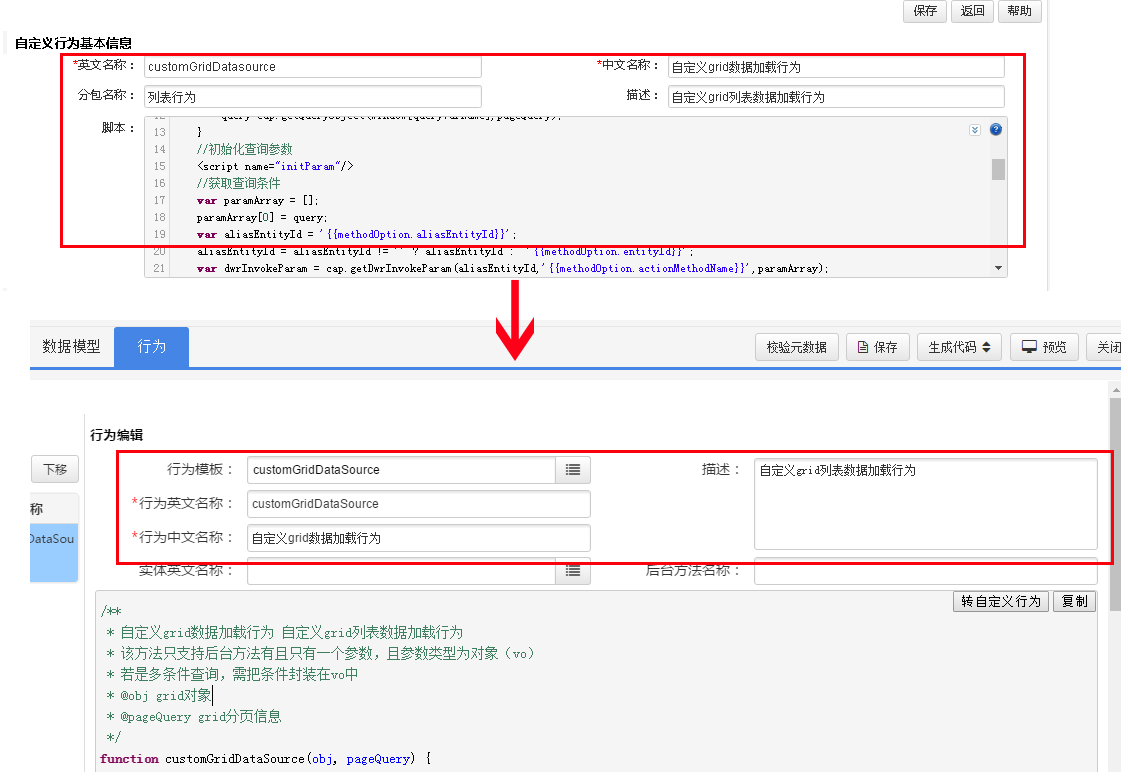 保存 返回 帮助
自定义行为基本信息
*英文名称： customGridDatasource *中文名称： 自定义grid数据加载行为
分包名称： 列表行为 描述： 自定义grid列表数据加载行为
脚本：
12 query cap.getQueryObject(window[queryVarName],pageQuery);
13 }
14 //初始化查询参数
15 <script name="initParam"/>
16 //获取查询条件
17 var paramArray = [];
18 paramArray[0] = query;
19 var aliasEntityId = '{{methodOption.aliasEntityId}}';
20 aliasEntityId = aliasEntityId != '' ? aliasEntityId : '{{methodOption.entityId}}';
21 var dwrInvokeParam = cap.getDwrInvokeParam(aliasEntityId,'{{methodOption.actionMethodName}}',paramArray);
数据模型 行为 校验元数据 保存 生成代码 预览 关闭
行为编辑
下移 行为模板： customGridDataSource 描述： 自定义grid列表数据加载行为
称 *行为英文名称： customGridDataSource
DataSou *行为中文名称： 自定义grid数据加载行为
实体英文名称： 后台方法名称：
转自定义行为 复制
/**
* 自定义grid数据加载行为 自定义grid列表数据加载行为
* 该方法只支持后台方法有且只有一个参数，且参数类型为对象（vo）
* 若是多条件查询，需把条件封装在vo中
* @obj grid对象
* @pageQuery grid分页信息
*/
function customGridDataSource(obj, pageQuery) {